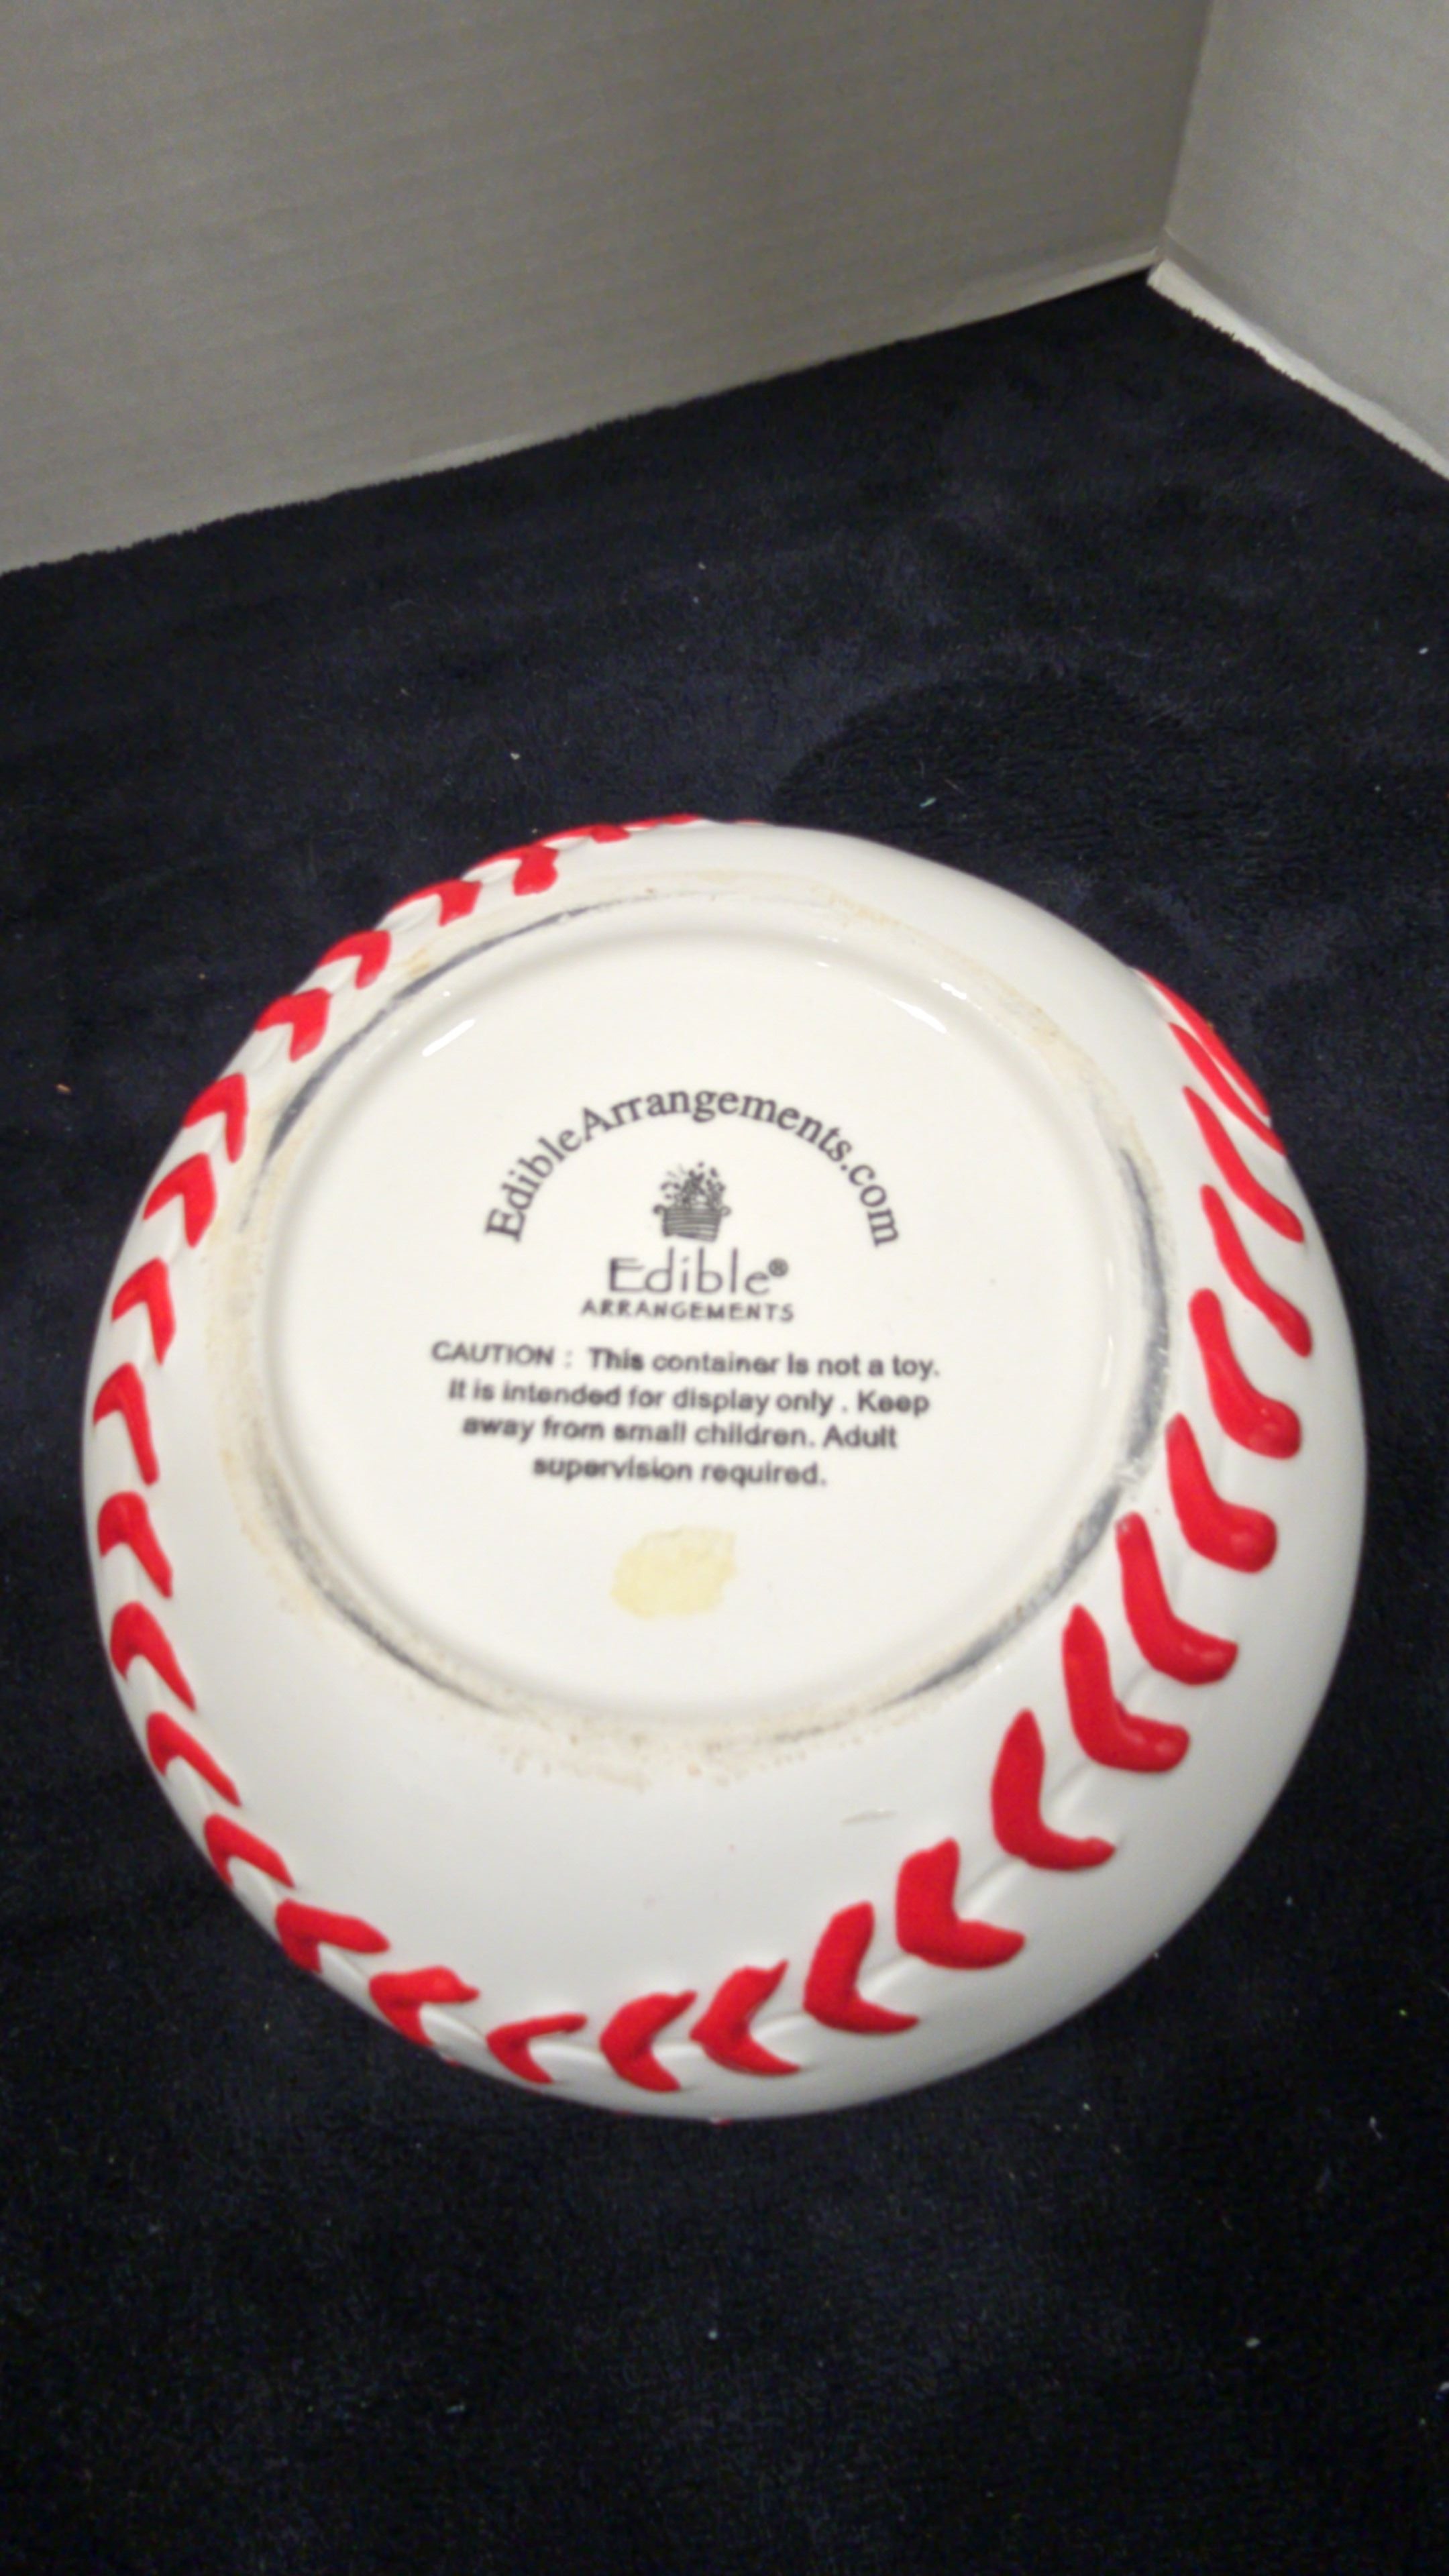 EdibleArrangements.com
Edible®
ARRANGEMENTS
CAUTION : This container is not a toy.
It is intended for display only . Keep
away from small children. Adult
supervision required.